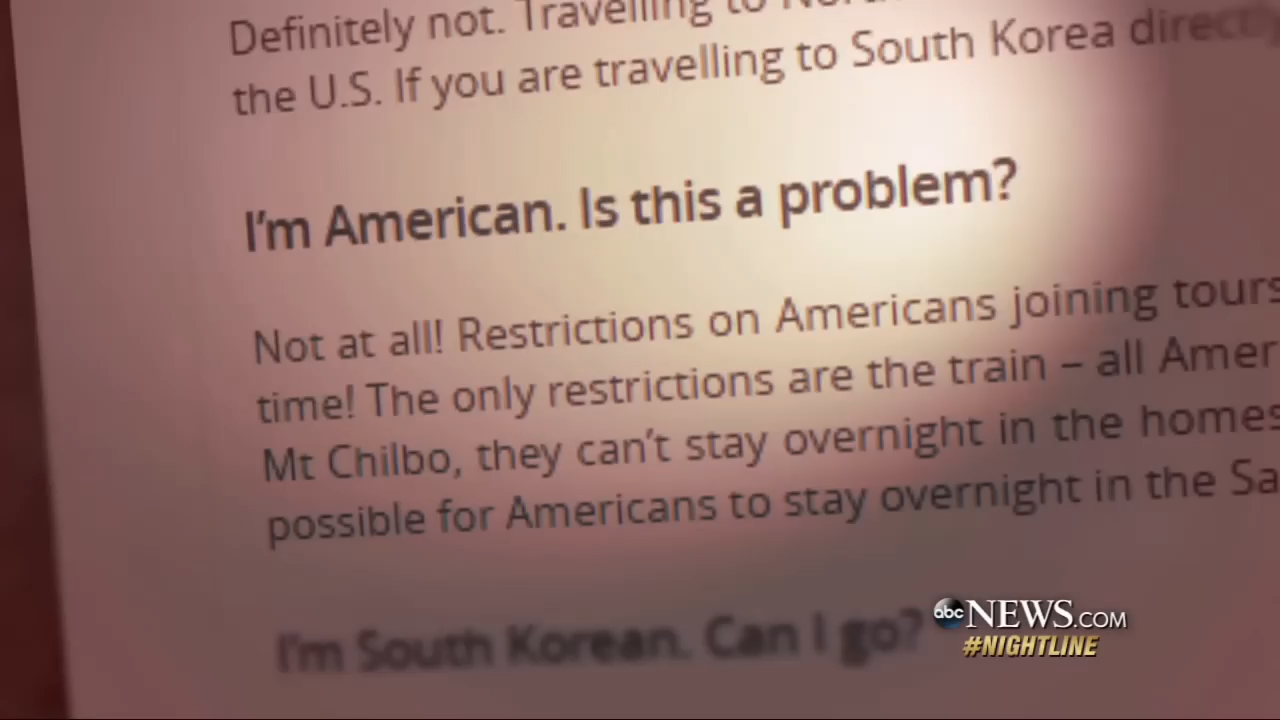 Definitely not. Travelling to
the U.S. If you are travelling to South Korea
I'm American. Is this a problem?
Not at all! Restrictions on Americans joining tours
time! The only restrictions are the train – all
Mt Chilbo, they can't stay overnight in the homes
possible for Americans to stay overnight in the
I'm South Korean. Can I go?
abc NEWS.COM
#NIGHTLINE